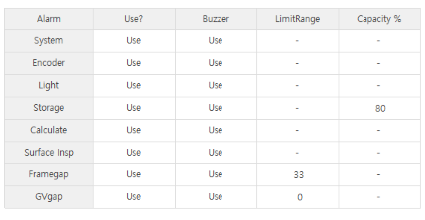 Alarm Use? Buzzer LimitRange Capacity %
System Use Use - -
Encoder Use Use - -
Light Use Use - -
Storage Use Use - 80
Calculate Use Use - -
Surface Insp Use Use - -
Framegap Use Use 33 -
GVgap Use Use 0 -